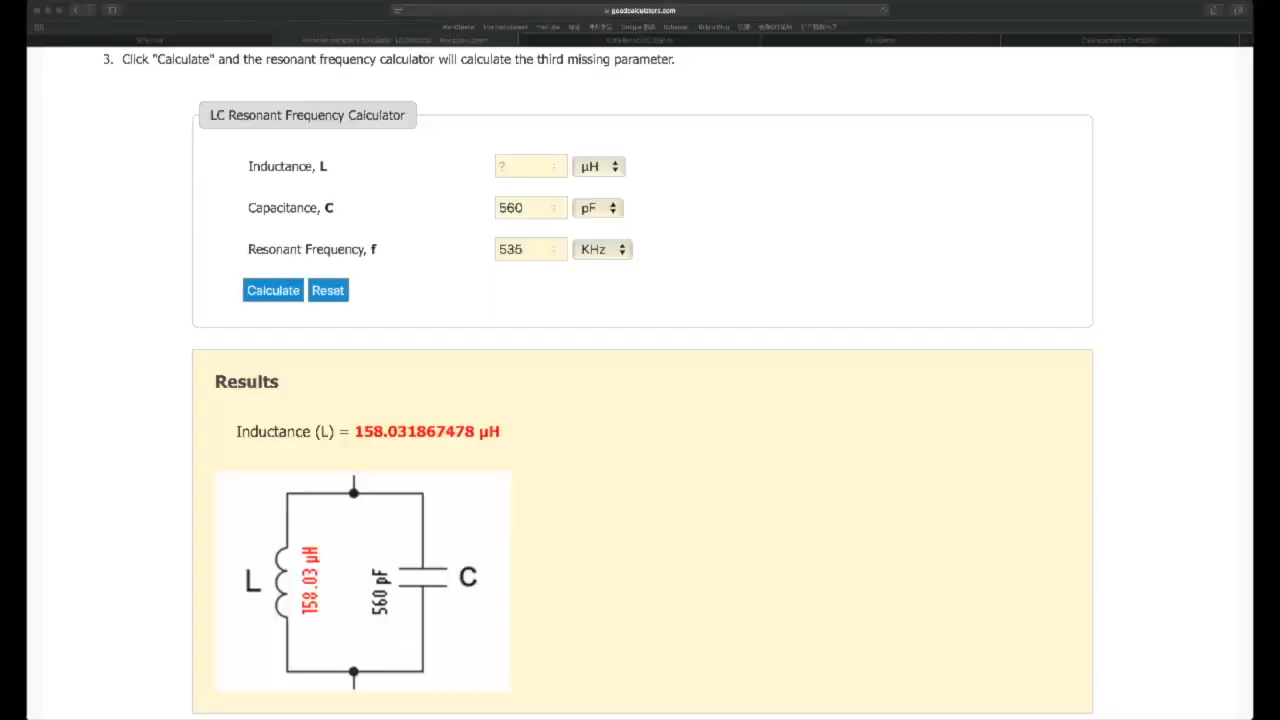 goodcalculators.com
3. Click "Calculate" and the resonant frequency calculator will calculate the third missing parameter.
LC Resonant Frequency Calculator
Inductance, L ? µH
Capacitance, C 560 pF
Resonant Frequency, f 535 KHz
Calculate Reset
Results
Inductance (L) = 158.031867478 µH
L 158.03 µH 560 pF C